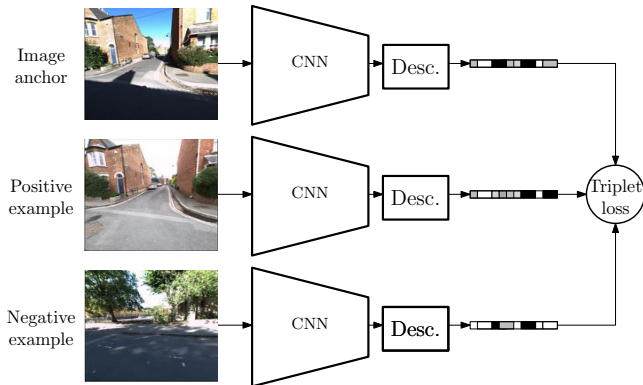 Image
anchor
CNN
Desc.
Positive
example
CNN
Desc.
Triplet
loss
Negative
example
CNN
Desc.